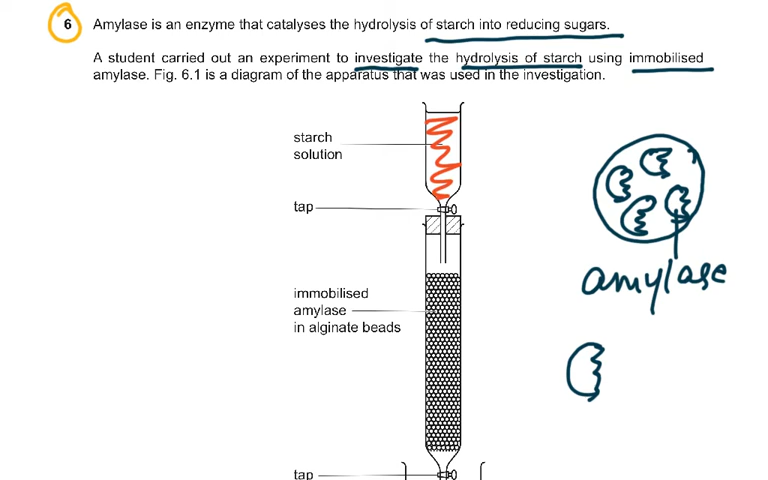 6 Amylase is an enzyme that catalyses the hydrolysis of starch into reducing sugars.
A student carried out an experiment to investigate the hydrolysis of starch using immobilised
amylase. Fig. 6.1 is a diagram of the apparatus that was used in the investigation.
starch
solution
tap
immobilised
amylase
in alginate beads
tap
amylase